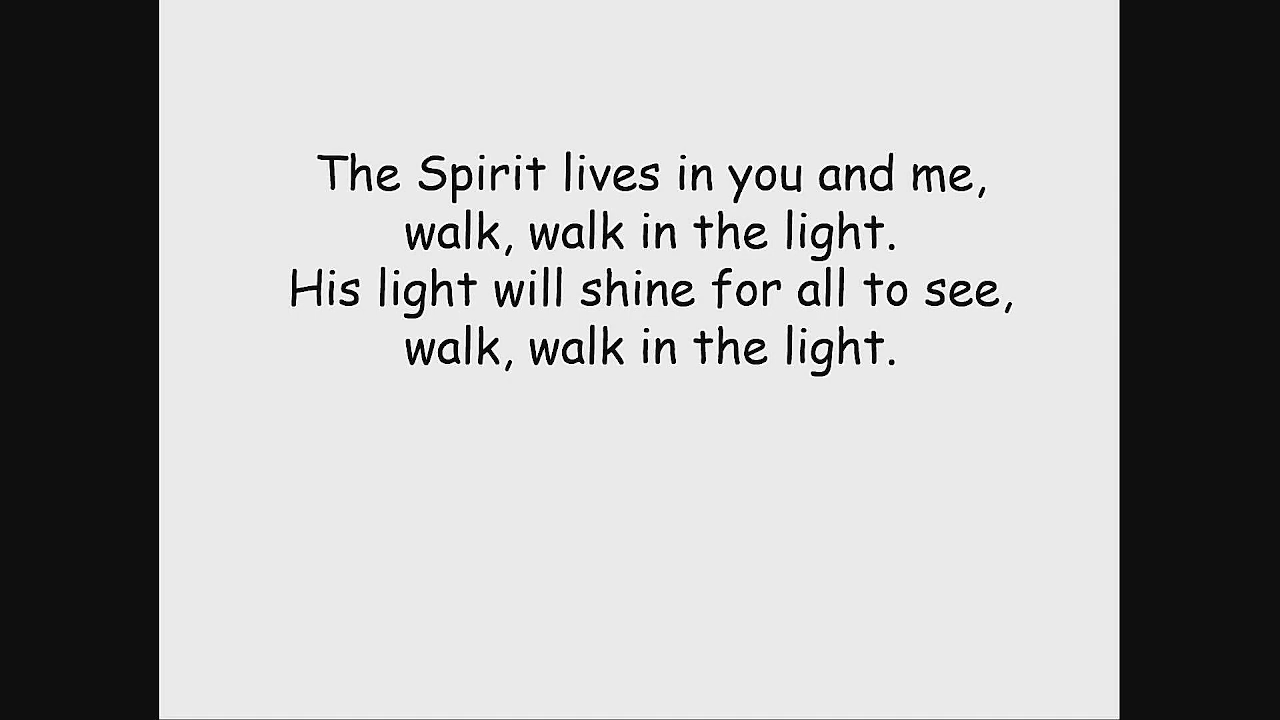 The Spirit lives in you and me,
walk, walk in the light.
His light will shine for all to see,
walk, walk in the light.